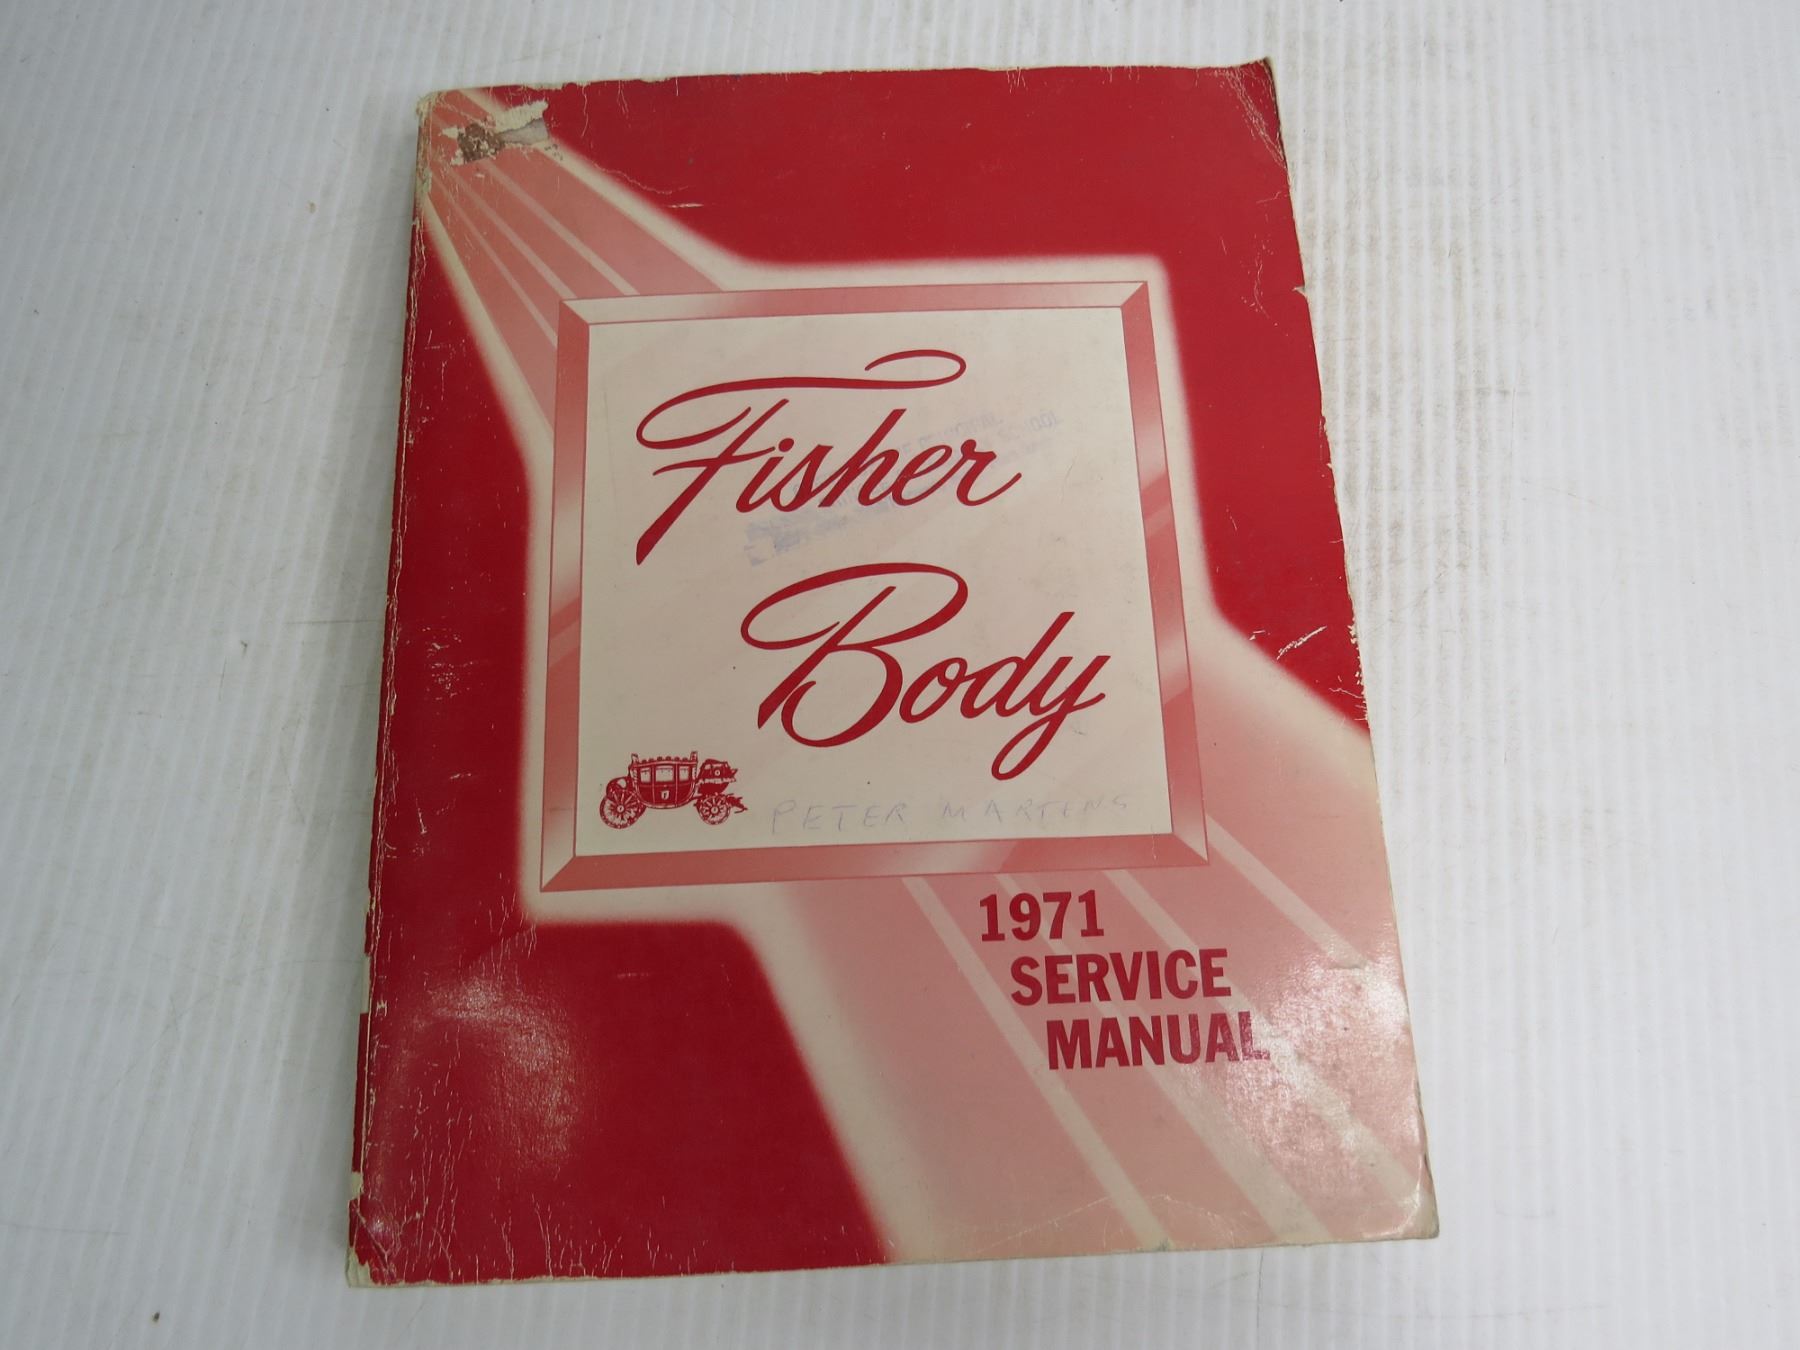 Fisher
Body
PETER MARTENS
1971
SERVICE
MANUAL